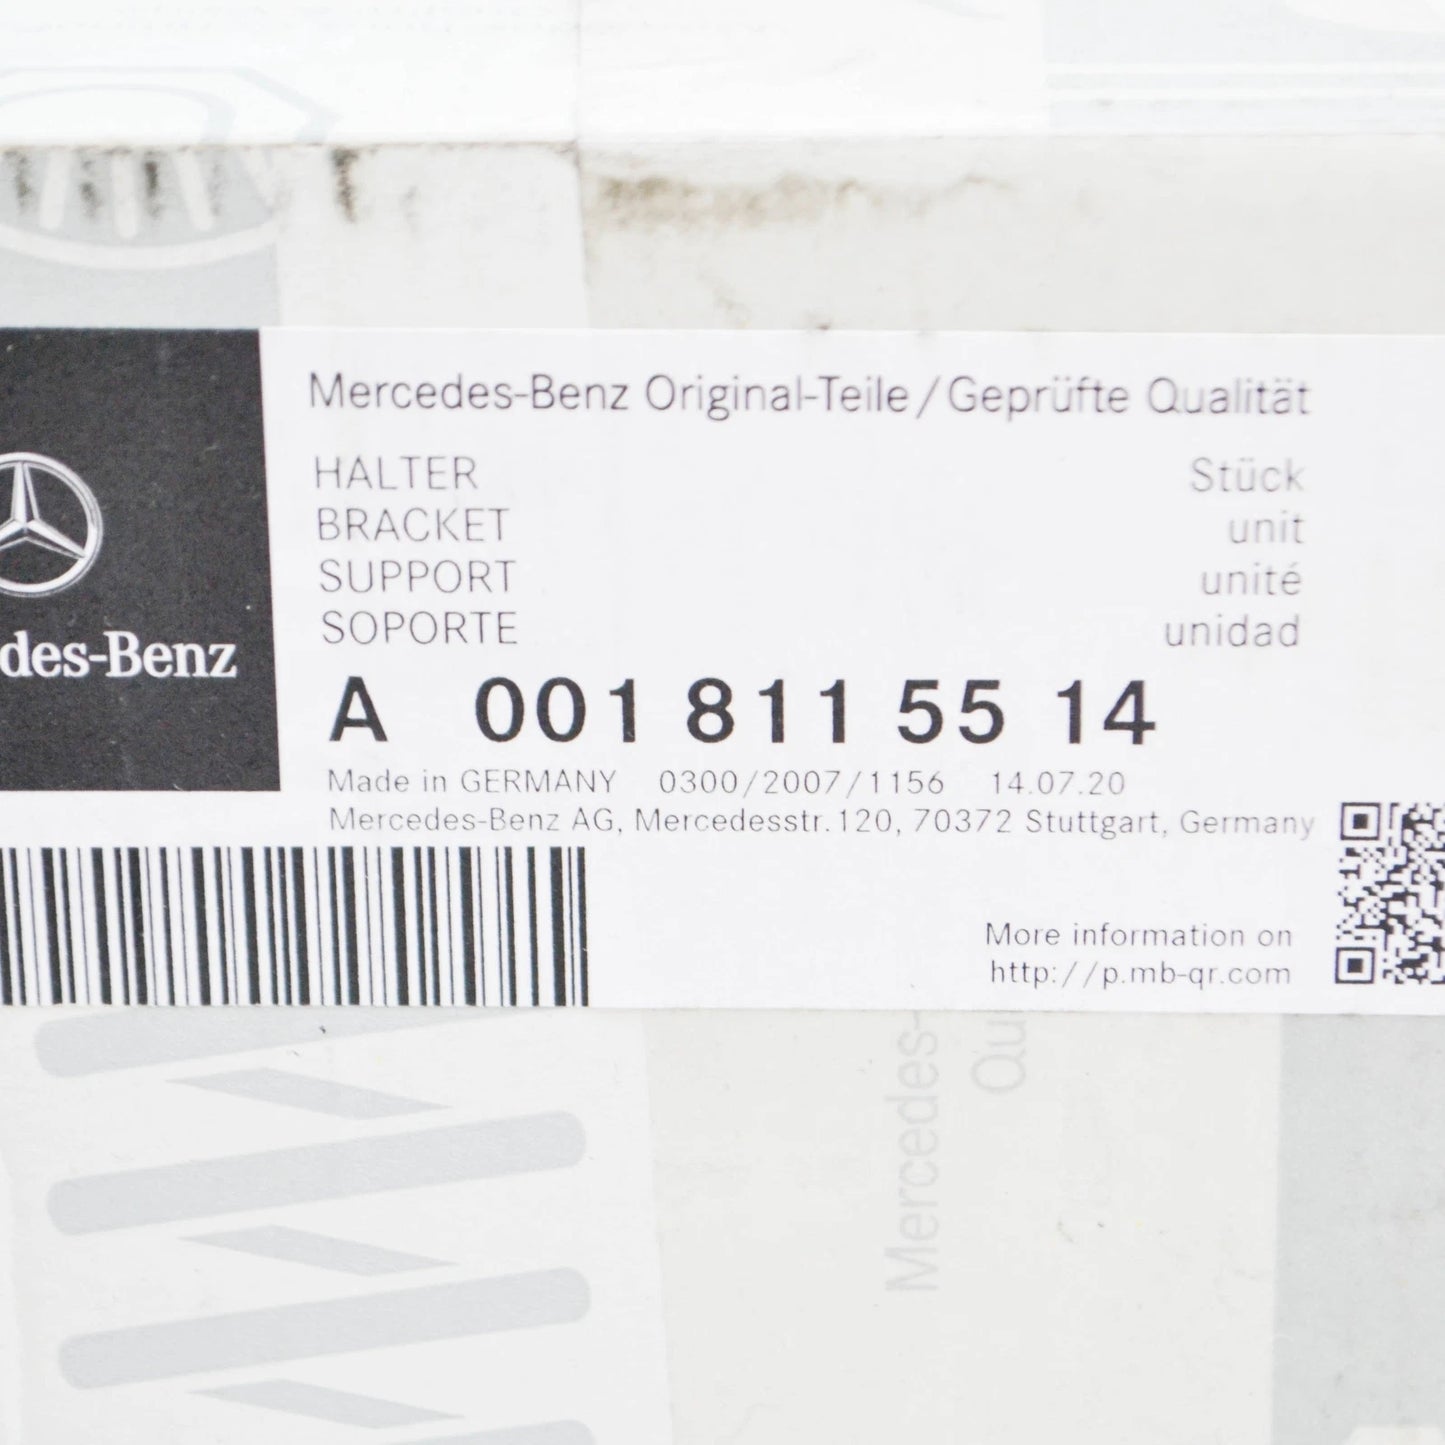 Mercedes-Benz Original-Teile / Geprüfte Qualität
HALTER Stück
BRACKET unit
SUPPORT unité
SOPORTE unidad
des-Benz
A 001 811 55 14
Made in GERMANY 0300/2007/1156 14.07.20
Mercedes-Benz AG, Mercedesstr. 120, 70372 Stuttgart, Germany
More information on
http://p.mb-qr.com
Mercedes-
Qu